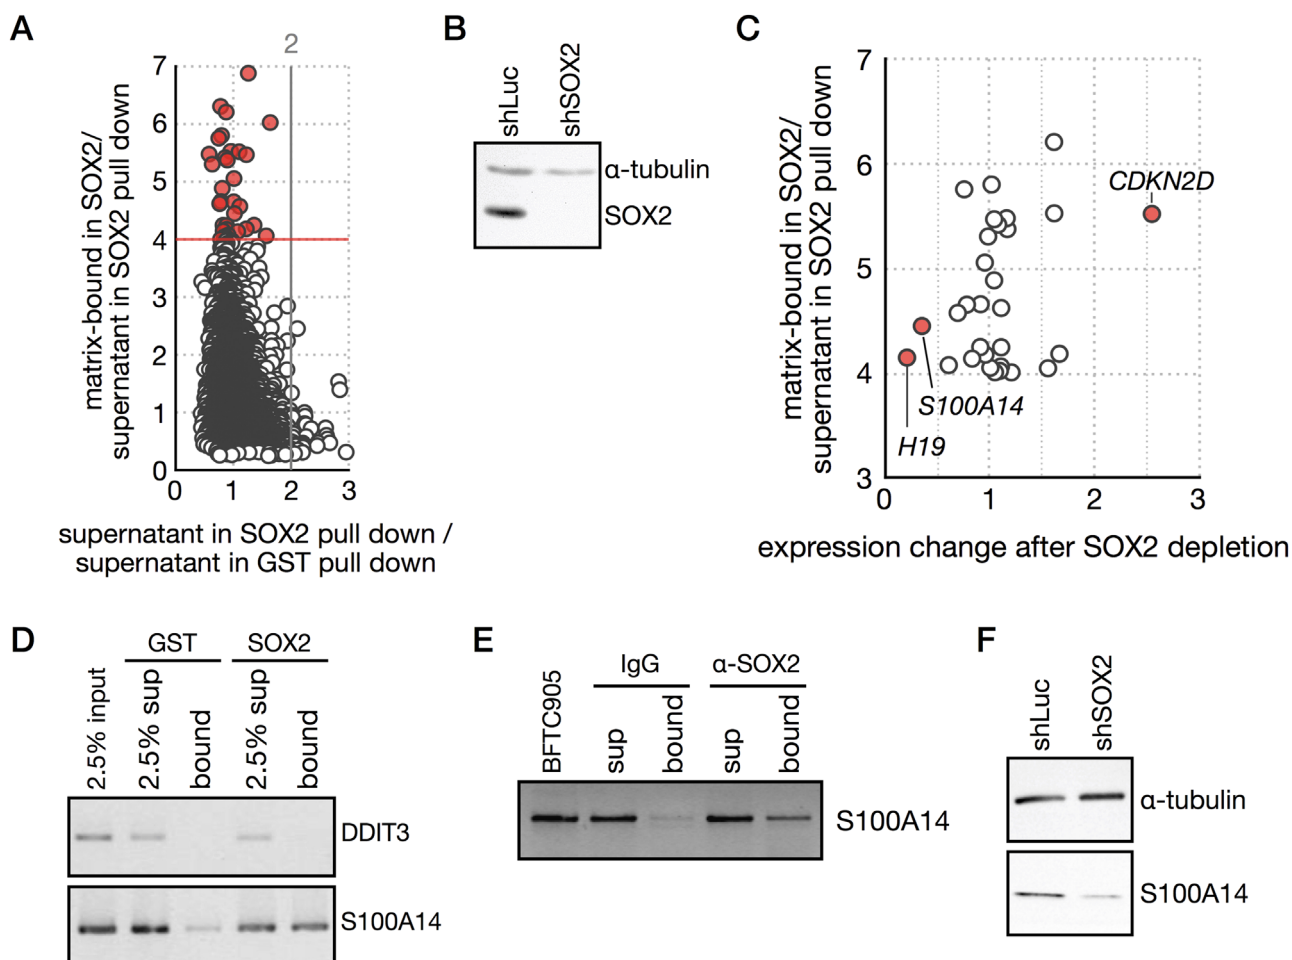 A
2
7
6
5
4
3
2
1
0
0
1
2
3
matrix-bound in SOX2/
supernatant in SOX2 pull down
supernatant in SOX2 pull down /
supernatant in GST pull down
B
shLuc
shSOX2
α-tubulin
SOX2
C
7
6
5
4
3
0
1
2
3
matrix-bound in SOX2/
supernatant in SOX2 pull down
CDKN2D
S100A14
H19
expression change after SOX2 depletion
D
GST
SOX2
2.5% input
2.5% sup
bound
2.5% sup
bound
DDIT3
S100A14
E
IgG
α-SOX2
BFTC905
sup
bound
sup
bound
S100A14
F
shLuc
shSOX2
α-tubulin
S100A14